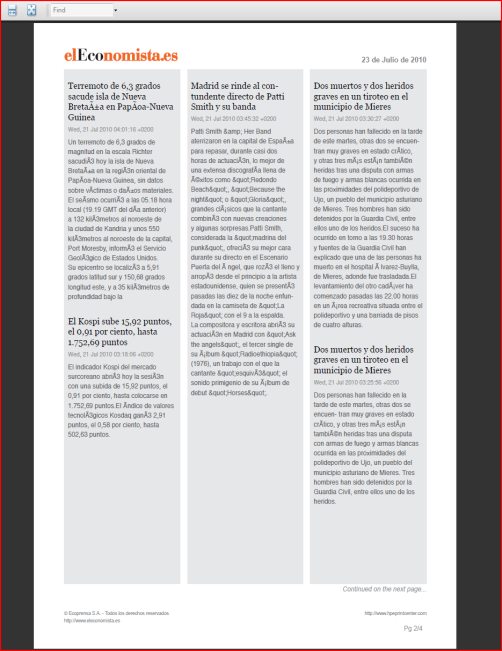 Find
elEconomista.es
23 de Julio de 2010
Terremoto de 6,3 grados
sacude isla de Nueva
BretaÃ±a en PapÃºa-Nueva
Guinea
Wed, 21 Jul 2010 04:01:16 +0200
Un terremoto de 6,3 grados de
magnitud en la escala Richter
sacudiÃ³ hoy la isla de Nueva
BretaÃ±a en la regiÃ³n oriental de
PapÃºa-Nueva Guinea, sin datos
sobre vÃ­ctimas o daÃ±os materiales.
El seÃ­smo ocurriÃ³ a las 05.18 hora
local (19.19 GMT del dÃ­a anterior)
a 132 kilÃ³metros al noroeste de
la ciudad de Kandria y unos 550
kilÃ³metros al noroeste de la capital,
Port Moresby, informÃ³ el Servicio
GeolÃ³gico de Estados Unidos.
Su epicentro se localizÃ³ a 5,91
grados latitud sur y 150,68 grados
longitud este, y a 35 kilÃ³metros de
profundidad bajo la
El Kospi sube 15,92 puntos,
el 0,91 por ciento, hasta
1.752,69 puntos
Wed, 21 Jul 2010 03:18:06 +0200
El indicador Kospi del mercado
surcoreano abriÃ³ hoy la sesiÃ³n
con una subida de 15,92 puntos, el
0,91 por ciento, hasta colocarse en
1.752,69 puntos.El Ã­ndice de valores
tecnolÃ³gicos Kosdaq ganÃ³ 2,91
puntos, el 0,58 por ciento, hasta
502,63 puntos.
Madrid se rinde al con-
tundente directo de Patti
Smith y su banda
Wed, 21 Jul 2010 03:45:32 +0200
Patti Smith &amp; Her Band
aterrizaron en la capital de EspaÃ±a
para repasar, durante casi dos
horas de actuaciÃ³n, lo mejor de
una extensa discografÃ­a llena de
Ã©xitos como &quot;Redondo
Beach&quot;, &quot;Because the
night&quot; o &quot;Gloria&quot;,
grandes clÃ¡sicos que la cantante
combinÃ³ con nuevas creaciones
y algunas sorpresas.Patti Smith,
considerada la &quot;madrina del
punk&quot;, ofreciÃ³ su mejor cara
durante su directo en el Escenario
Puerta del Ã ngel, que rozÃ³ el lleno y
arropÃ³ desde el principio a la artista
estadounidense, quien se presentÃ³
pasadas las diez de la noche enfun-
dada en la camiseta de &quot;La
Roja&quot; con el 9 a la espalda.
La compositora y escritora abriÃ³ su
actuaciÃ³n en Madrid con &quot;Ask
the angels&quot;, el tercer single de
su Ã¡lbum &quot;Radioethiopia&quot;
(1976), un trabajo con el que la
cantante &quot;esquivÃ³&quot; el
sonido primigenio de su Ã¡lbum de
debut &quot;Horses&quot;.
Dos muertos y dos heridos
graves en un tiroteo en el
municipio de Mieres
Wed, 21 Jul 2010 03:30:27 +0200
Dos personas han fallecido en la tarde
de este martes, otras dos se encuen-
tran muy graves en estado crÃ­tico,
y otras tres mÃ¡s estÃ¡n tambiÃ©n
heridas tras una disputa con armas
de fuego y armas blancas ocurrida en
las proximidades del polideportivo de
Ujo, un pueblo del municipio asturiano
de Mieres. Tres hombres han sido
detenidos por la Guardia Civil, entre
ellos uno de los heridos.El suceso ha
ocurrido en torno a las 19.30 horas
y fuentes de la Guardia Civil han
explicado que una de las personas ha
muerto en el hospital Ã lvarez-Buylla,
de Mieres, adonde fue trasladada.El
levantamiento del otro cadÃ¡ver ha
comenzado pasadas las 22.00 horas
en un Ã¡rea recreativa situada entre el
polideportivo y una barriada de pisos
de cuatro alturas.
Dos muertos y dos heridos
graves en un tiroteo en el
municipio de Mieres
Wed, 21 Jul 2010 03:25:56 +0200
Dos personas han fallecido en la
tarde de este martes, otras dos se
encuen- tran muy graves en estado
crÃ­tico, y otras tres mÃ¡s estÃ¡n
tambiÃ©n heridas tras una disputa
con armas de fuego y armas blancas
ocurrida en las proximidades del
polideportivo de Ujo, un pueblo del
municipio asturiano de Mieres. Tres
hombres han sido detenidos por la
Guardia Civil, entre ellos uno de los
heridos.
Continued on the next page...
© Ecoprensa S.A. - Todos los derechos reservados
http://www.eleconomista.es
http://www.hpeprintcenter.com
Pg 2/4